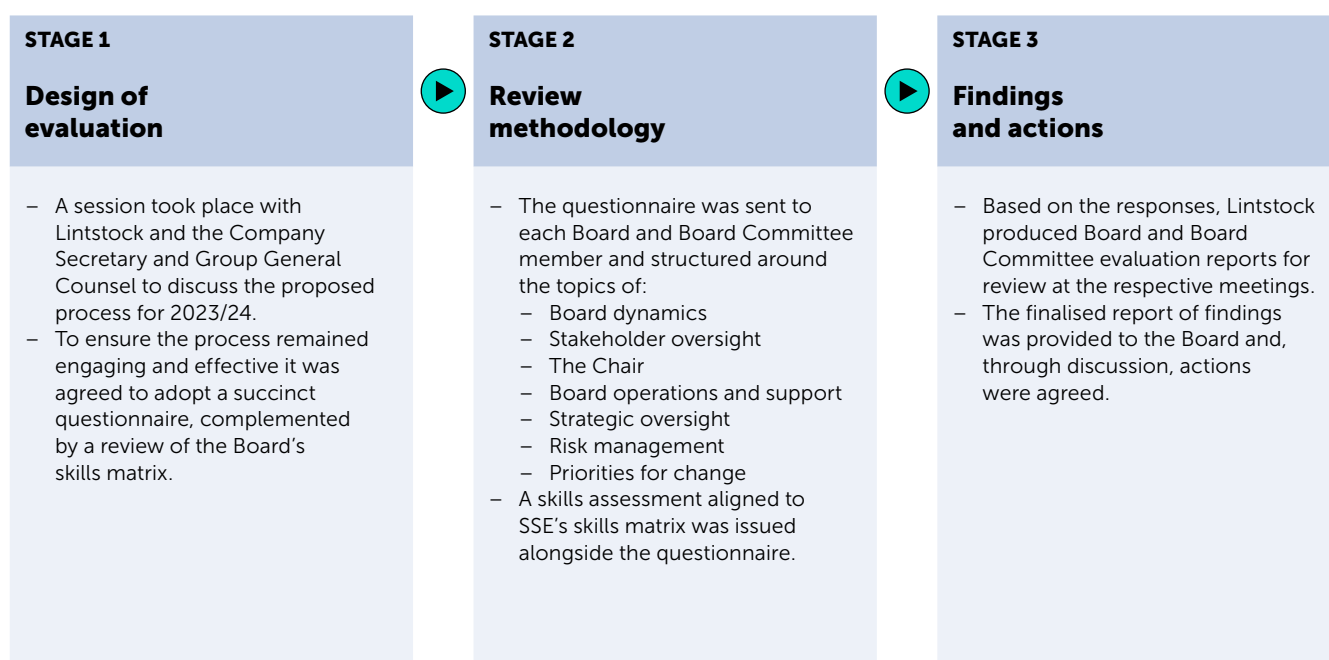 STAGE 1
Design of
evaluation
– A session took place with
Lintstock and the Company
Secretary and Group General
Counsel to discuss the proposed
process for 2023/24.
– To ensure the process remained
engaging and effective it was
agreed to adopt a succinct
questionnaire, complemented
by a review of the Board’s
skills matrix.
STAGE 2
Review
methodology
– The questionnaire was sent to
each Board and Board Committee
member and structured around
the topics of:
– Board dynamics
– Stakeholder oversight
– The Chair
– Board operations and support
– Strategic oversight
– Risk management
– Priorities for change
– A skills assessment aligned to
SSE’s skills matrix was issued
alongside the questionnaire.
STAGE 3
Findings
and actions
– Based on the responses, Lintstock
produced Board and Board
Committee evaluation reports for
review at the respective meetings.
– The finalised report of findings
was provided to the Board and,
through discussion, actions
were agreed.